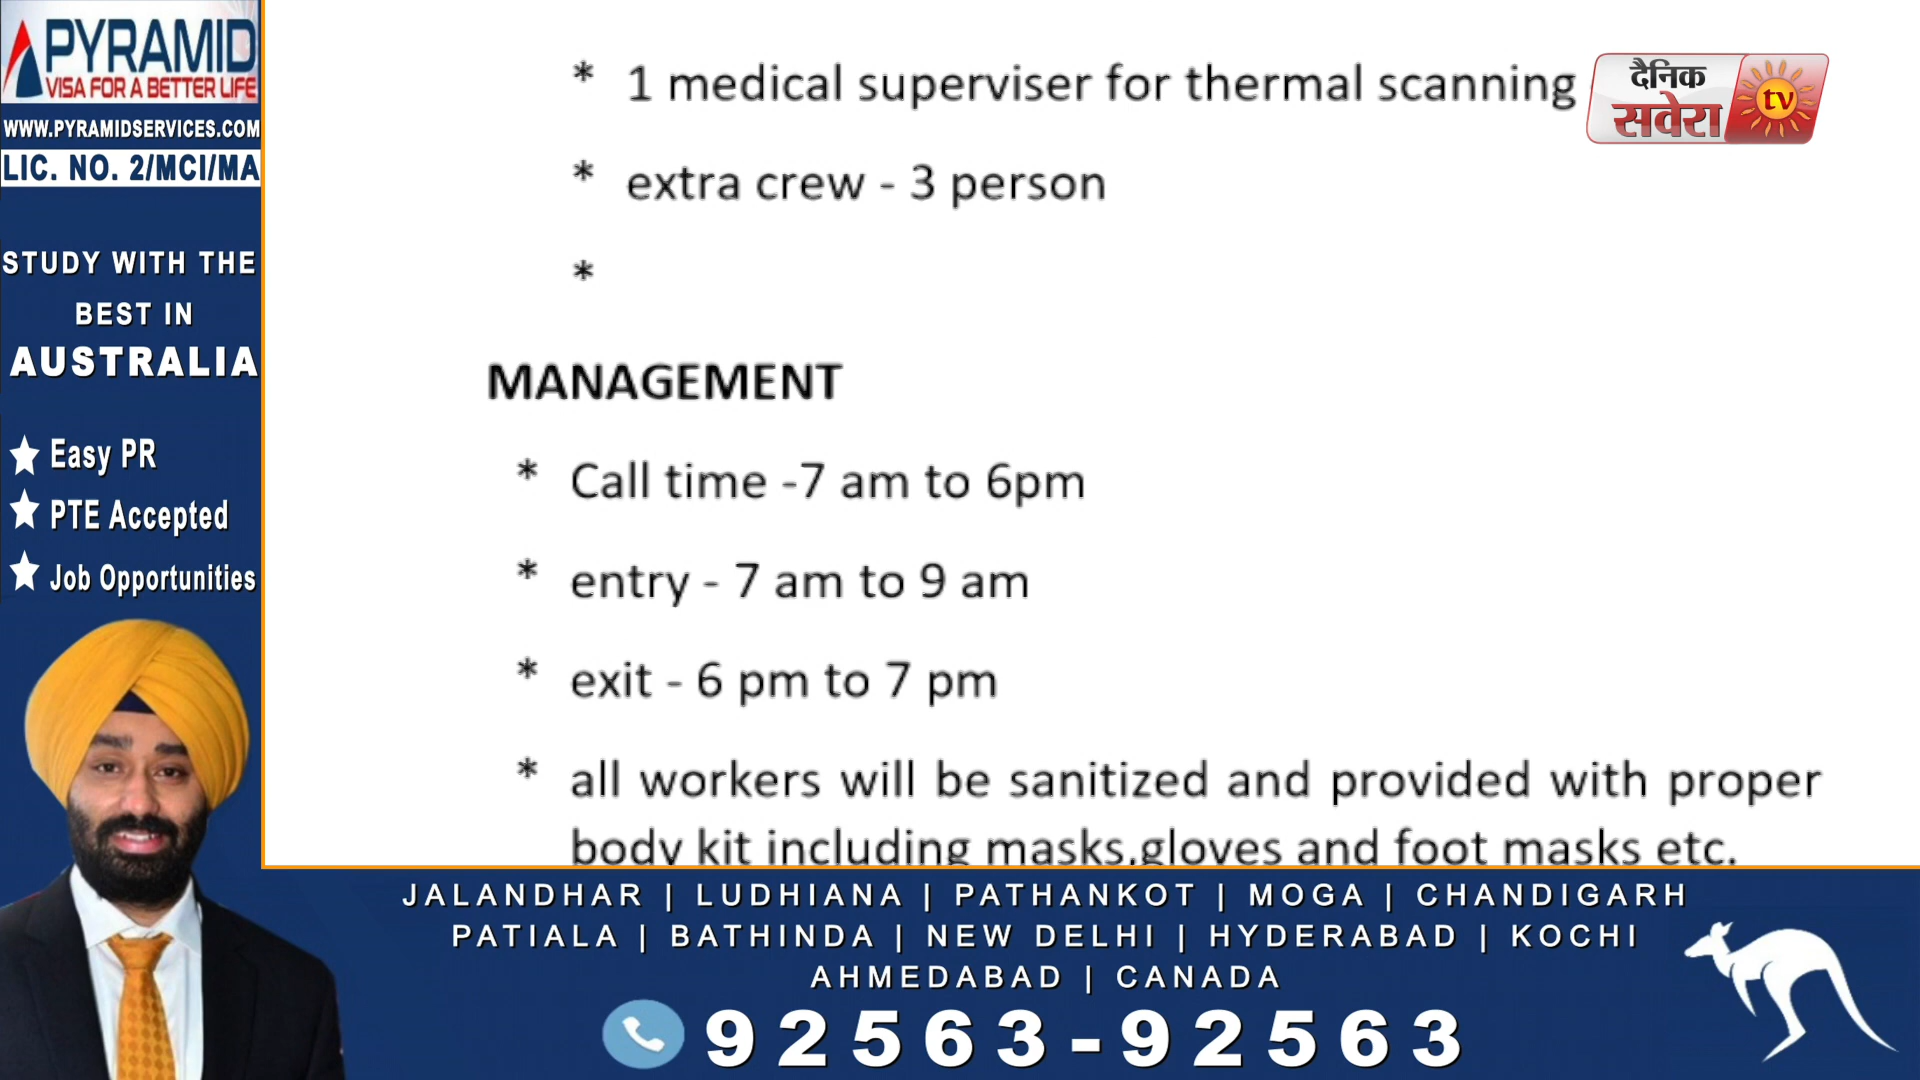 PYRAMID
VISA FOR A BETTER LIFE
WWW.PYRAMIDSERVICES.COM
LIC. NO. 2/MCI/MA
STUDY WITH THE
BEST IN
AUSTRALIA
Easy PR
PTE Accepted
Job Opportunities
* 1 medical superviser for thermal scanning
* extra crew - 3 person
*
MANAGEMENT
* Call time -7 am to 6pm
* entry - 7 am to 9 am
* exit - 6 pm to 7 pm
* all workers will be sanitized and provided with proper
body kit including masks,gloves and foot masks etc.
दैनिक
सवेरा tv
JALANDHAR | LUDHIANA | PATHANKOT | MOGA | CHANDIGARH
PATIALA | BATHINDA | NEW DELHI | HYDERABAD | KOCHI
AHMEDABAD | CANADA
92563-92563